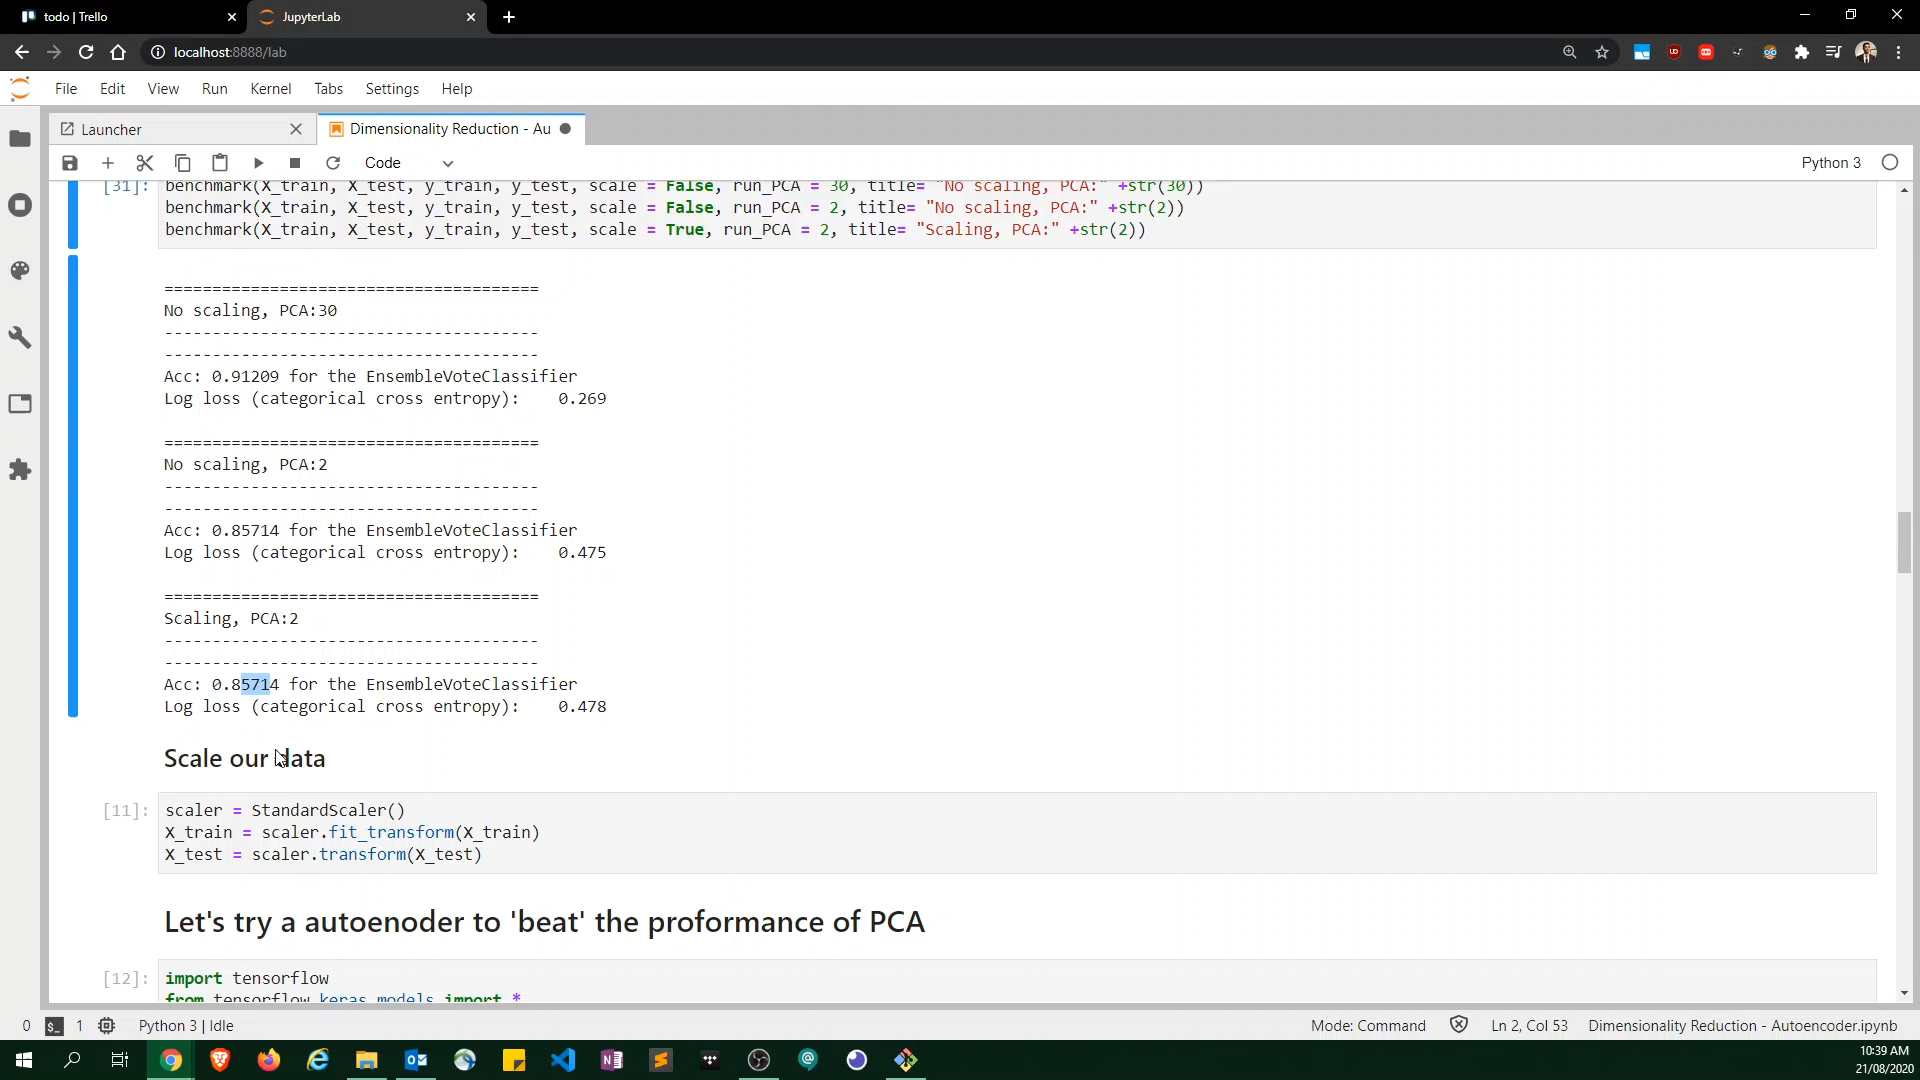 todo | Trello
JupyterLab
localhost:8888/lab
File Edit View Run Kernel Tabs Settings Help
Launcher
Dimensionality Reduction - Au
Code
Python 3
[31]:
benchmark(X_train, X_test, y_train, y_test, scale = False, run_PCA = 30, title= "No scaling, PCA:" +str(30))
benchmark(X_train, X_test, y_train, y_test, scale = False, run_PCA = 2, title= "No scaling, PCA:" +str(2))
benchmark(X_train, X_test, y_train, y_test, scale = True, run_PCA = 2, title= "Scaling, PCA:" +str(2))
=======================================
No scaling, PCA:30
---------------------------------------
---------------------------------------
Acc: 0.91209 for the EnsembleVoteClassifier
Log loss (categorical cross entropy):    0.269
=======================================
No scaling, PCA:2
---------------------------------------
---------------------------------------
Acc: 0.85714 for the EnsembleVoteClassifier
Log loss (categorical cross entropy):    0.475
=======================================
Scaling, PCA:2
---------------------------------------
---------------------------------------
Acc: 0.85714 for the EnsembleVoteClassifier
Log loss (categorical cross entropy):    0.478
Scale our data
[11]:
scaler = StandardScaler()
X_train = scaler.fit_transform(X_train)
X_test = scaler.transform(X_test)
Let's try a autoenoder to 'beat' the proformance of PCA
[12]:
import tensorflow
from tensorflow.keras.models import *
0
1
Python 3 | Idle
Mode: Command
Ln 2, Col 53
Dimensionality Reduction - Autoencoder.ipynb
10:39 AM
21/08/2020